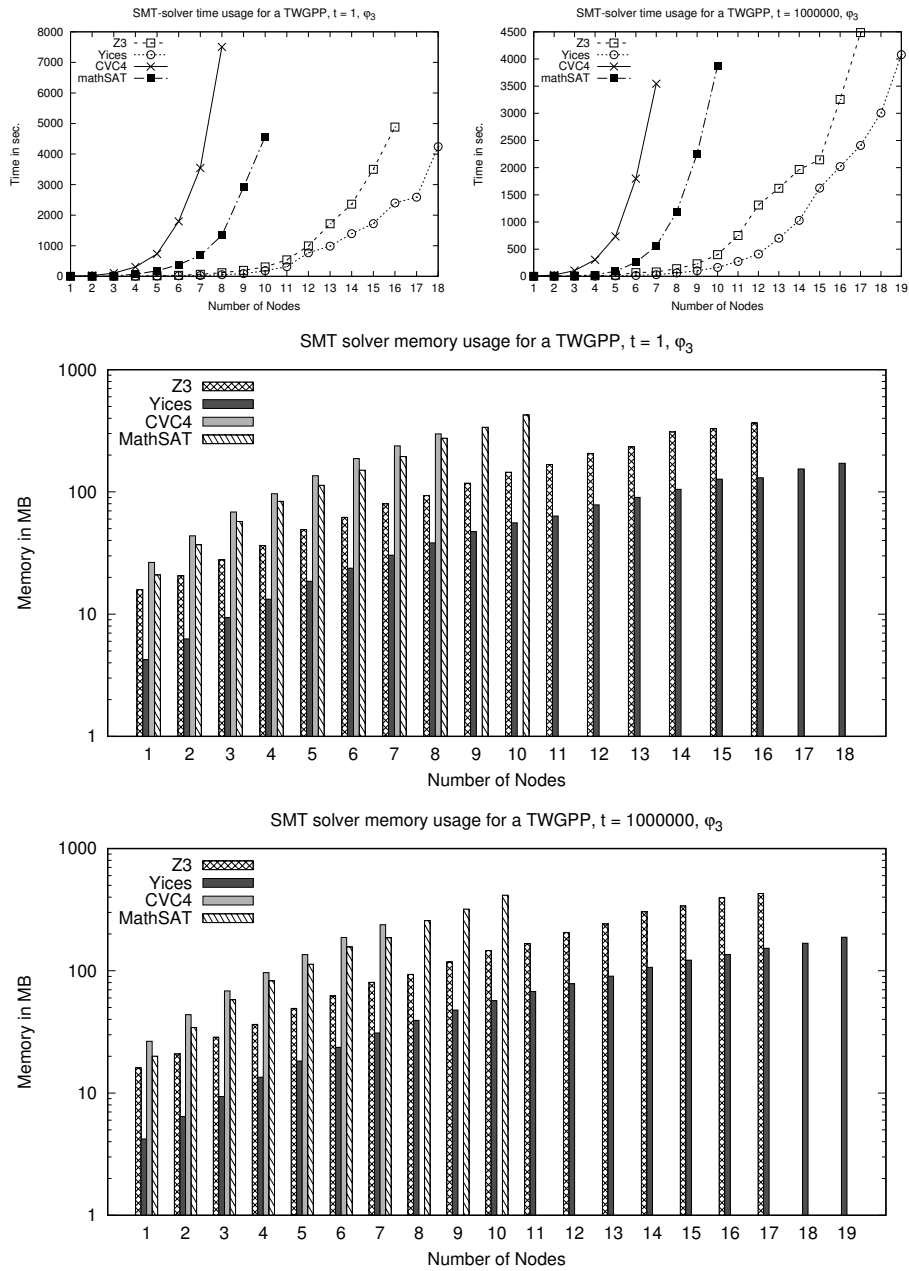 SMT-solver time usage for a TWGPP, t = 1, φ3
Time in sec.
8000
7000
6000
5000
4000
3000
2000
1000
0
Z3
Yices
CVC4
mathSAT
1 2 3 4 5 6 7 8 9 10 11 12 13 14 15 16 17 18
Number of Nodes
SMT-solver time usage for a TWGPP, t = 1000000, φ3
Time in sec.
4500
4000
3500
3000
2500
2000
1500
1000
500
0
Z3
Yices
CVC4
mathSAT
1 2 3 4 5 6 7 8 9 10 11 12 13 14 15 16 17 18 19
Number of Nodes
SMT solver memory usage for a TWGPP, t = 1, φ3
Memory in MB
1000
100
10
1
Z3
Yices
CVC4
MathSAT
1 2 3 4 5 6 7 8 9 10 11 12 13 14 15 16 17 18
Number of Nodes
SMT solver memory usage for a TWGPP, t = 1000000, φ3
Memory in MB
1000
100
10
1
Z3
Yices
CVC4
MathSAT
1 2 3 4 5 6 7 8 9 10 11 12 13 14 15 16 17 18 19
Number of Nodes